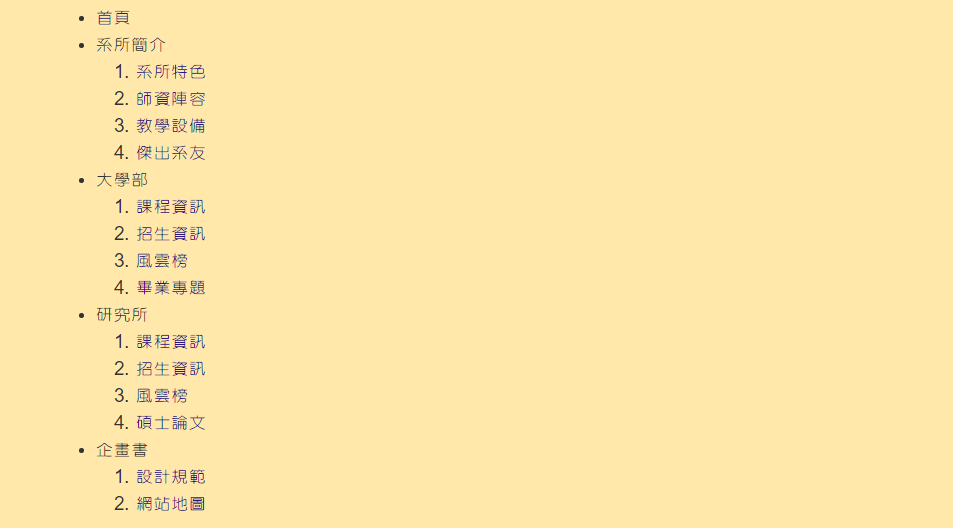 • 首頁
• 系所簡介
1. 系所特色
2. 師資陣容
3. 教學設備
4. 傑出系友
• 大學部
1. 課程資訊
2. 招生資訊
3. 風雲榜
4. 畢業專題
• 研究所
1. 課程資訊
2. 招生資訊
3. 風雲榜
4. 碩士論文
• 企畫書
1. 設計規範
2. 網站地圖